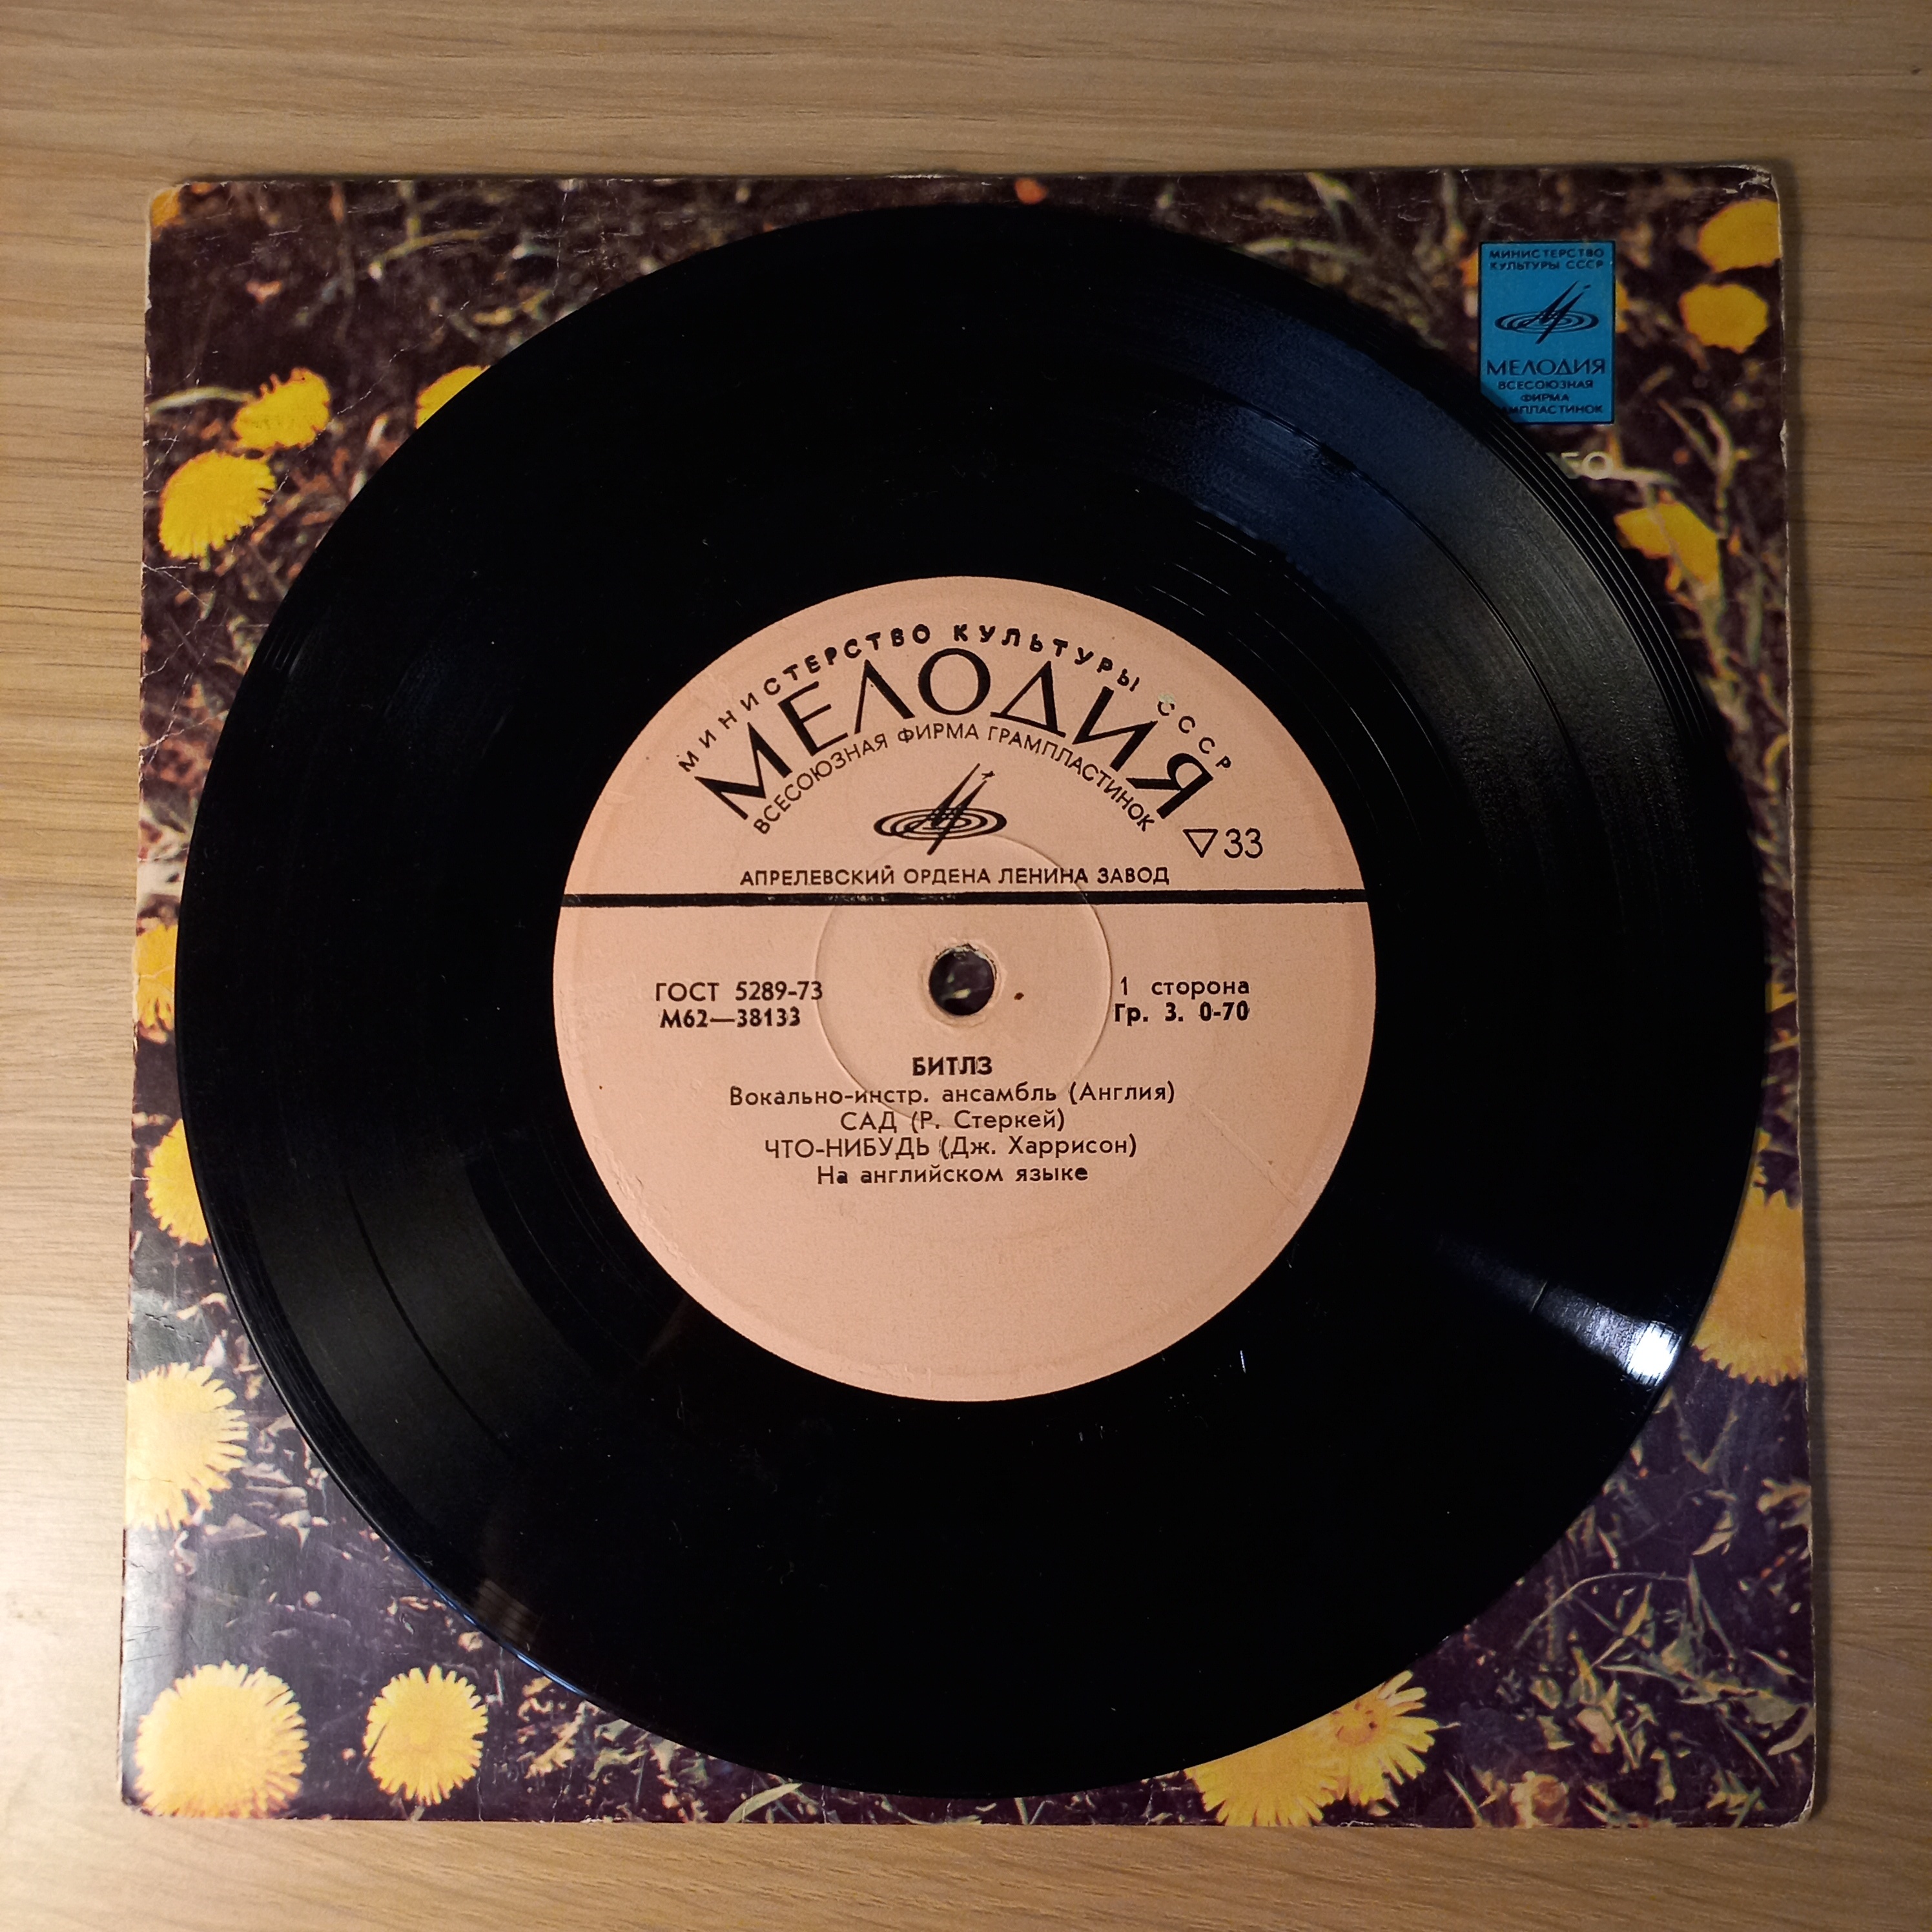 МИНИСТЕРСТВО
КУЛЬТУРЫ СССР
МЕЛОДИЯ
ВСЕСОЮЗНАЯ
ФИРМА
МИНИСТЕРСТВО КУЛЬТУРЫ СССР
МЕЛОДИЯ
ВСЕСОЮЗНАЯ ФИРМА ГРАМПЛАСТИНОК
▽33
АПРЕЛЕВСКИЙ ОРДЕНА ЛЕНИНА ЗАВОД
ГОСТ 5289-73
М62—38133
1 сторона
Гр. 3. 0-70
БИТЛЗ
Вокально-инстр. ансамбль (Англия)
САД (Р. Стеркей)
ЧТО-НИБУДЬ (Дж. Харрисон)
На английском языке